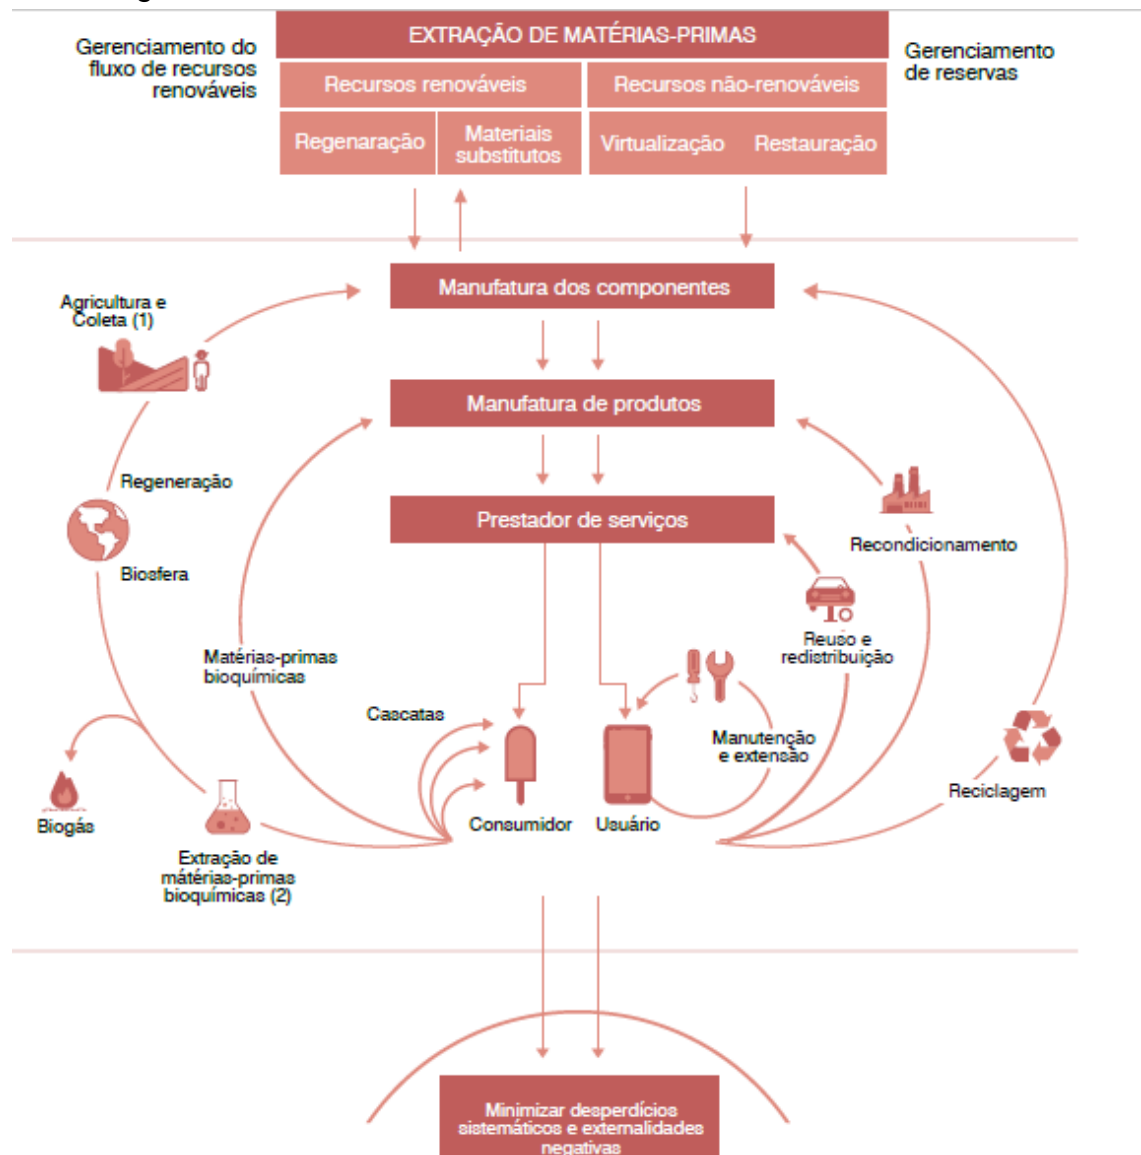 Gerenciamento do
fluxo de recursos
renováveis
EXTRAÇÃO DE MATÉRIAS-PRIMAS
Gerenciamento
de reservas
Recursos renováveis
Recursos não-renováveis
Regenaração
Materiais
substitutos
Virtualização
Restauração
Manufatura dos componentes
Agricultura e
Coleta (1)
Manufatura de produtos
Regeneração
Prestador de serviços
Recondicionamento
Biosfera
Reuso e
redistribuição
Matérias-primas
bioquímicas
Cascatas
Manutenção
e extensão
Reciclagem
Biogás
Consumidor
Usuário
Extração de
mátérias-primas
bioquímicas (2)
Minimizar desperdícios
sistemáticos e externalidades
negativas